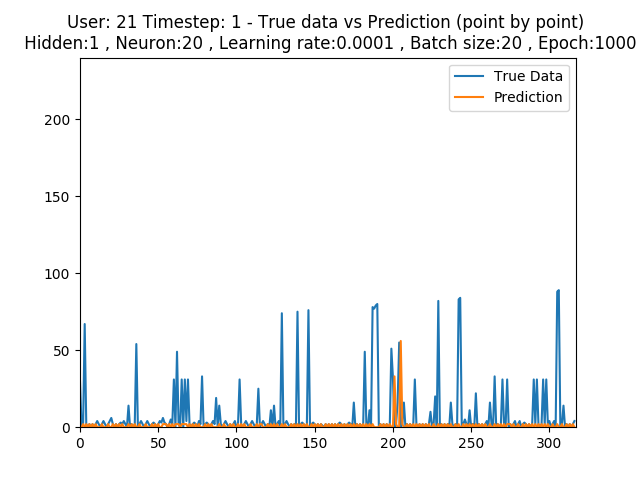 User: 21 Timestep: 1 - True data vs Prediction (point by point)
Hidden:1 , Neuron:20 , Learning rate:0.0001 , Batch size:20 , Epoch:1000
True Data
Prediction
200
150
100
50
0
0 50 100 150 200 250 300